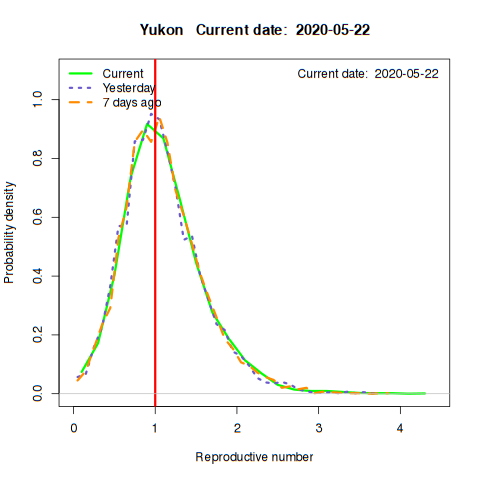 Yukon   Current date:  2020-05-22
Current
Yesterday
7 days ago
Current date:  2020-05-22
Probability density
0.0
0.2
0.4
0.6
0.8
1.0
0
1
2
3
4
Reproductive number